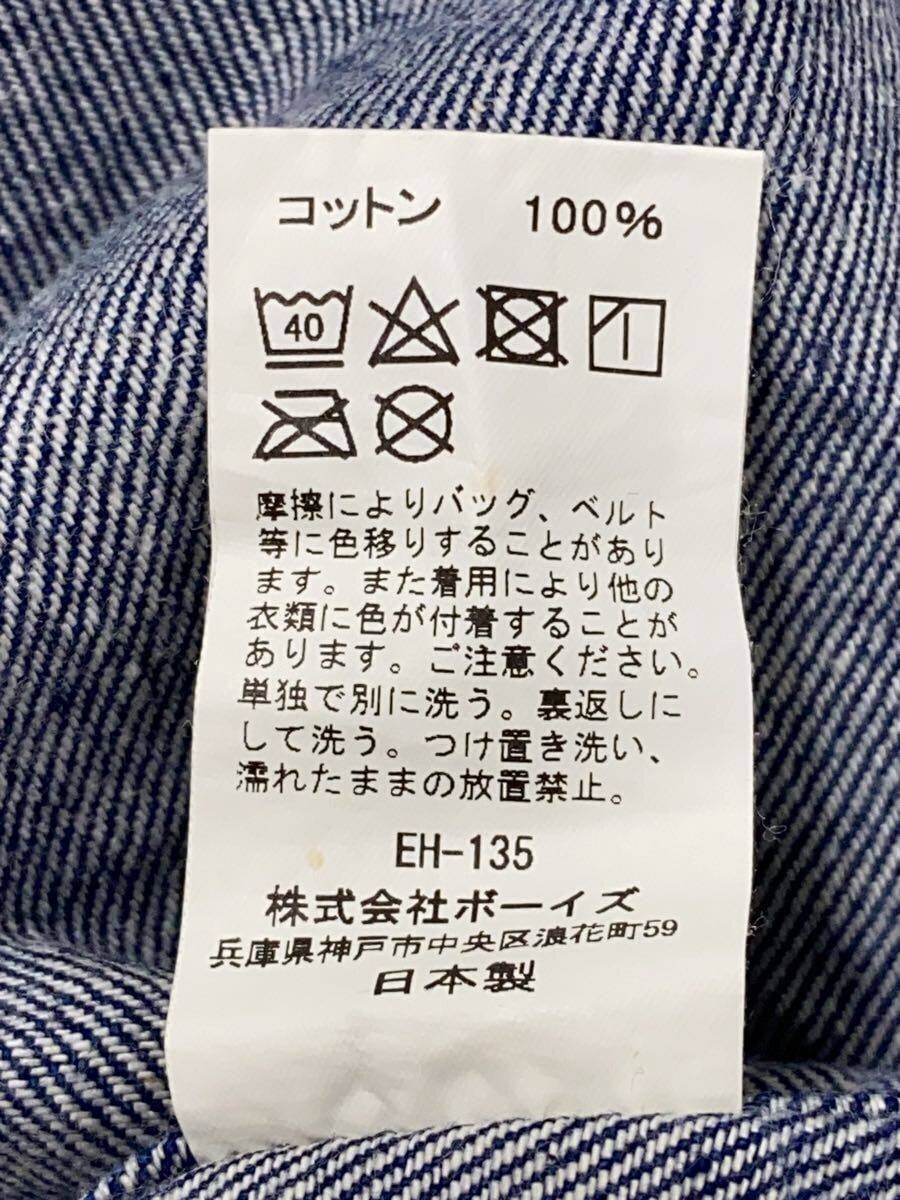 コットン 100%
40
摩擦によりバッグ、ベルト
等に色移りすることがあり
ます。また着用により他の
衣類に色が付着することが
あります。ご注意ください。
単独で別に洗う。裏返しに
して洗う。つけ置き洗い、
濡れたままの放置禁止。
EH-135
株式会社ボーイズ
兵庫県神戸市中央区浪花町59
日本製